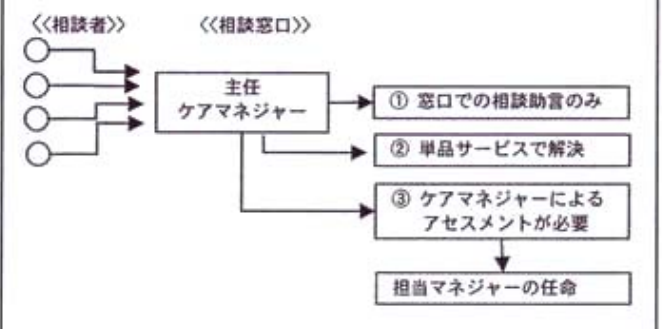 《相談者》
《相談窓口》
主任
ケアマネジャー
① 窓口での相談助言のみ
② 単品サービスで解決
③ ケアマネジャーによる
アセスメントが必要
担当マネジャーの任命